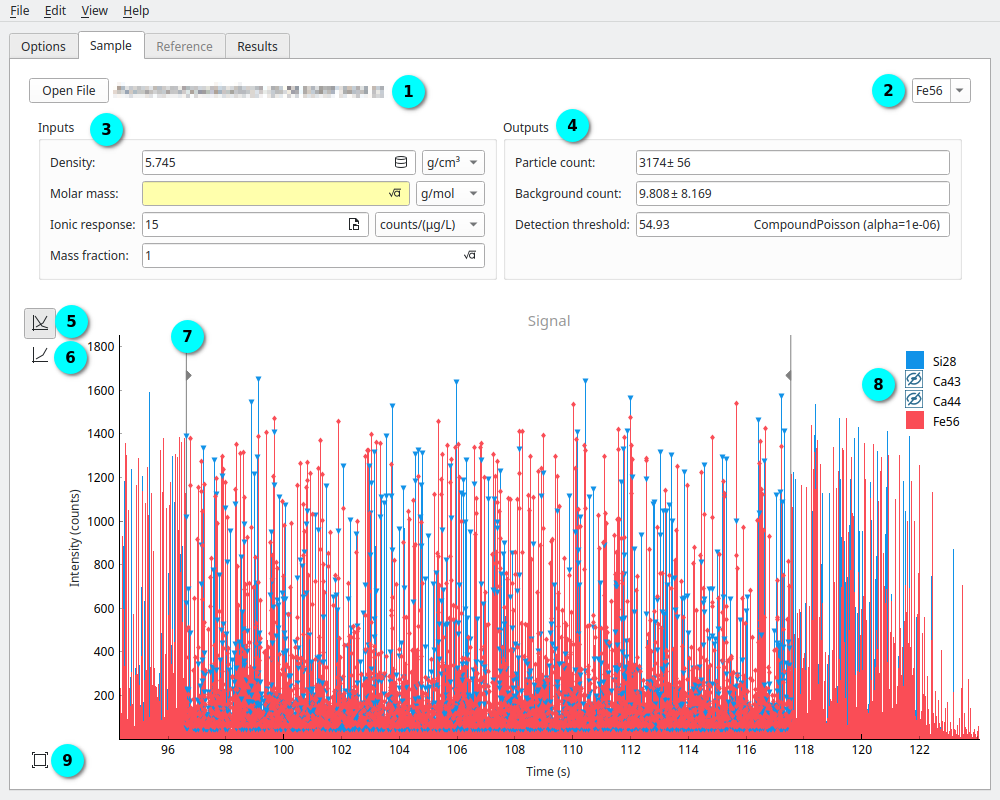 File Edit View Help
Options Sample Reference Results
Open File 1 2 Fe56
Inputs 3 Outputs 4
Density: 5.745 g/cm³ Particle count: 3174± 56
Molar mass: √a g/mol Background count: 9.808± 8.169
Ionic response: 15 counts/(µg/L) Detection threshold: 54.93 CompoundPoisson (alpha=1e-06)
Mass fraction: 1 √a
5 Signal
7
6
1800
1600
1400
1200
1000
800
600
400
200
Intensity (counts)
8
Si28
Ca43
Ca44
Fe56
96 98 100 102 104 106 108 110 112 114 116 118 120 122
9
Time (s)